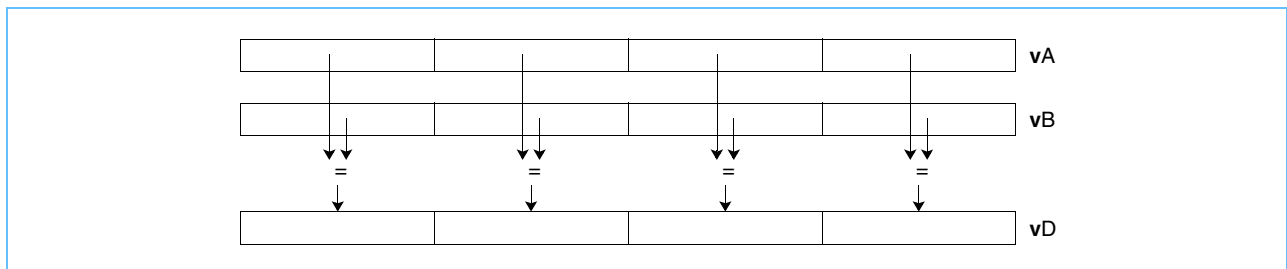 vA
vB
= = = =
vD